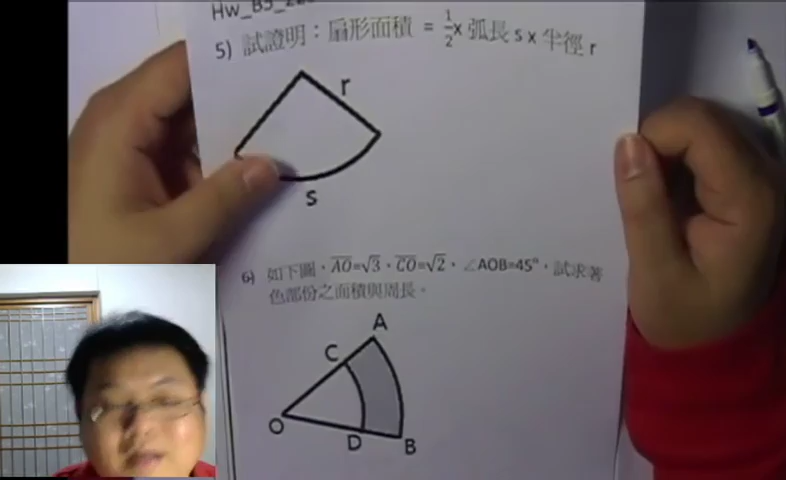 Hw_B5_2
5) 試證明：扇形面積 = 1/2 x 弧長 s x 半徑 r
r
s
6) 如下圖，AO=√3，CO=√2，∠AOB=45°，試求著
色部份之面積與周長。
A
C
O
D
B